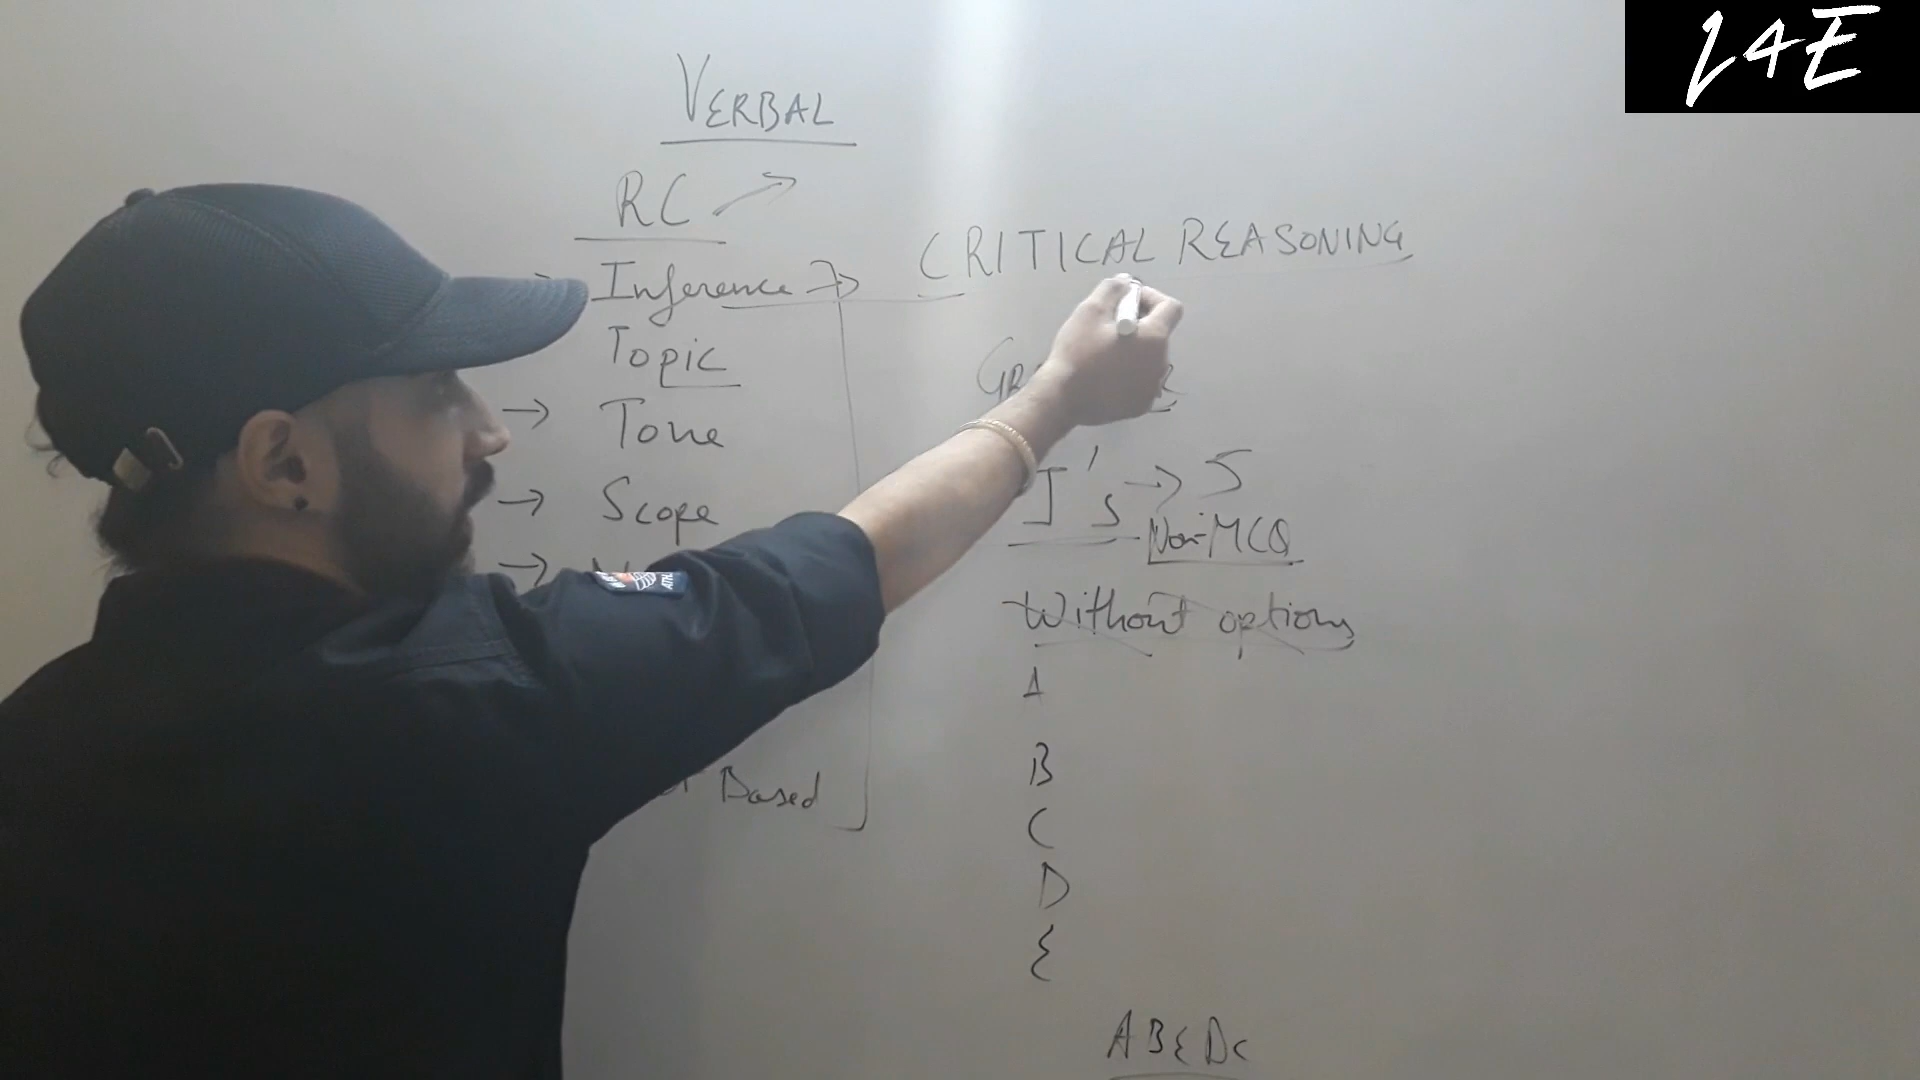 L4E
VERBAL
RC →
Inference →
Topic
→ Tone
→ Scope
→
Based
CRITICAL REASONING
J's → 5
Non-MCQ
Without options
A
B
C
D
E
ABEDC